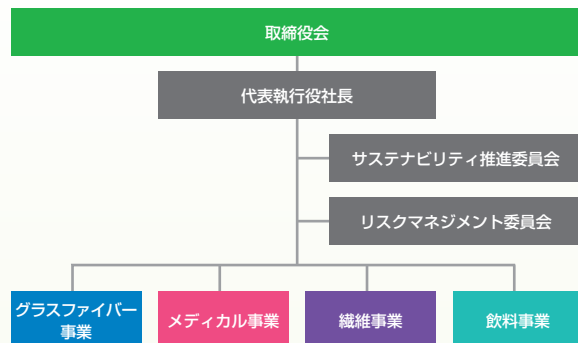 取締役会
代表執行役社長
サステナビリティ推進委員会
リスクマネジメント委員会
グラスファイバー
事業
メディカル事業
繊維事業
飲料事業